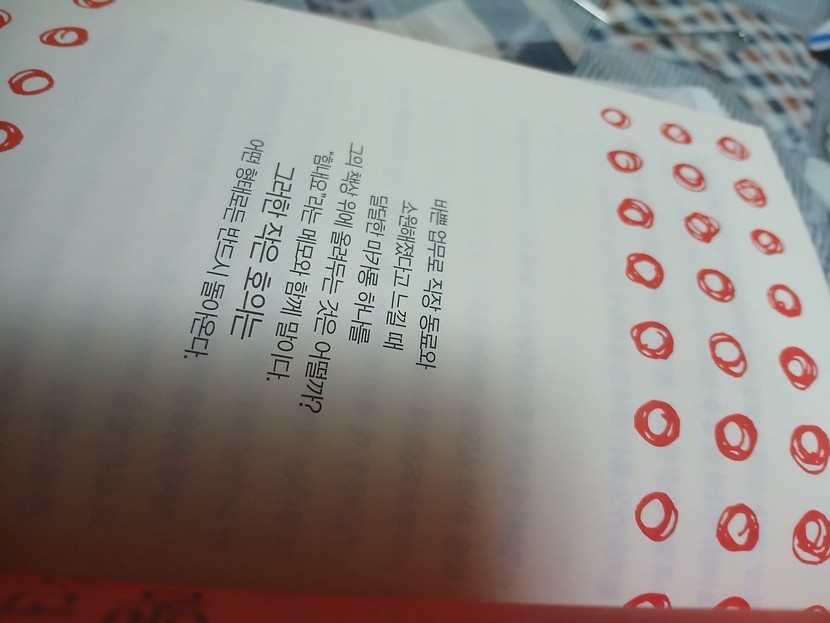 바쁜 업무로 직장 동료와
소원해졌다고 느낄 때
달달한 미키퐁 하나를
그의 책상 위에 올려두는 것은 어떨까?
"힘내요"라는 메모와 함께 말이다.
그러한 작은 호의는
어떤 형태로든 반드시 돌아온다.